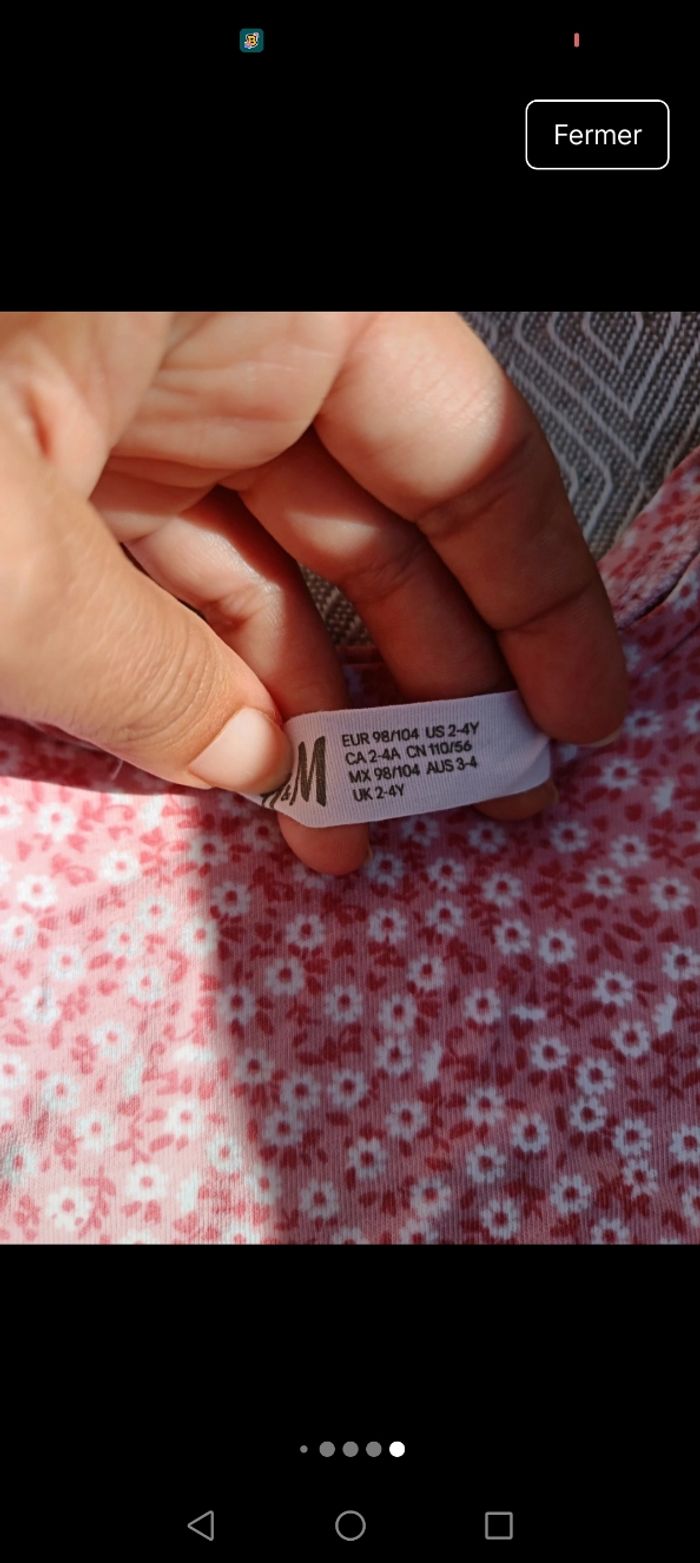 Fermer
&M
EUR 98/104 US 2-4Y
CA 2-4A CN 110/56
MX 98/104 AUS 3-4
UK 2-4Y